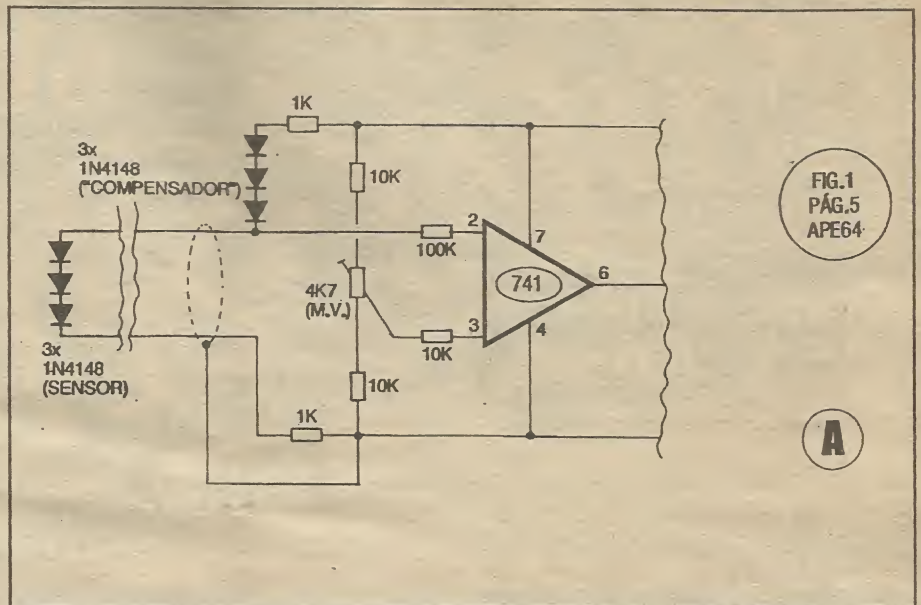 1K
3x
1N4148
("COMPENSADOR")
10K
2
100K
7
FIG.1
PÁG.5
APE64
4K7
(M.V.)
741
6
3
10K
4
3x
1N4148
(SENSOR)
10K
1K
A